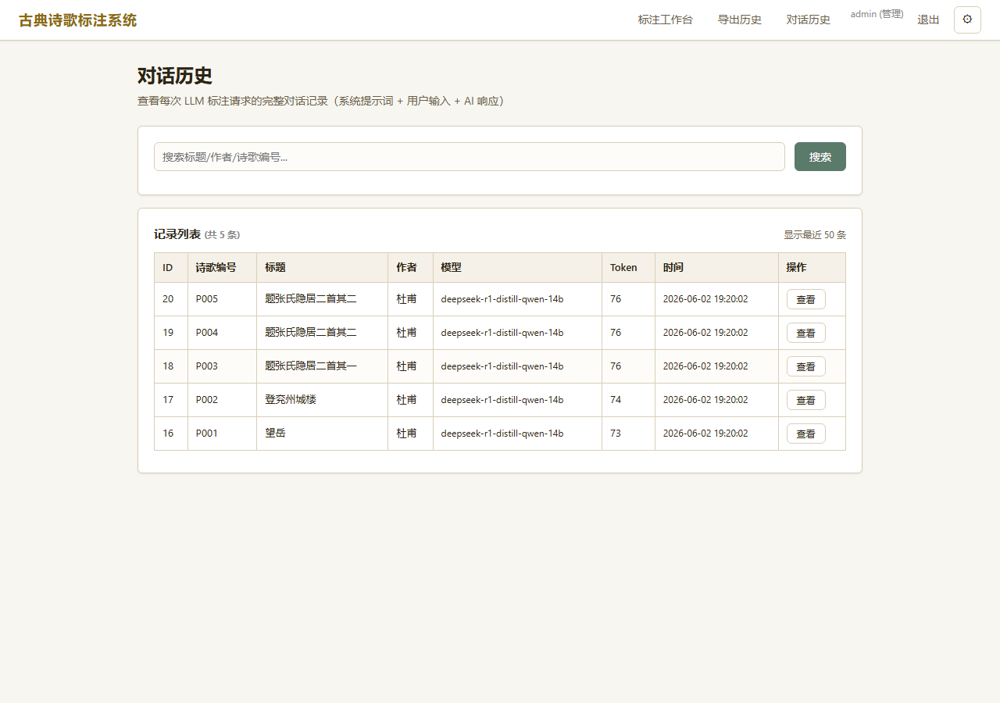 古典诗歌标注系统 标注工作台 导出历史 对话历史 admin (管理) 退出
对话历史
查看每次 LLM 标注请求的完整对话记录（系统提示词 + 用户输入 + AI 响应）
搜索标题/作者/诗歌编号... 搜索
记录列表 (共 5 条) 显示最近 50 条
ID 诗歌编号 标题 作者 模型 Token 时间 操作
20 P005 题张氏隐居二首其二 杜甫 deepseek-r1-distill-qwen-14b 76 2026-06-02 19:20:02 查看
19 P004 题张氏隐居二首其二 杜甫 deepseek-r1-distill-qwen-14b 76 2026-06-02 19:20:02 查看
18 P003 题张氏隐居二首其一 杜甫 deepseek-r1-distill-qwen-14b 76 2026-06-02 19:20:02 查看
17 P002 登兖州城楼 杜甫 deepseek-r1-distill-qwen-14b 74 2026-06-02 19:20:02 查看
16 P001 望岳 杜甫 deepseek-r1-distill-qwen-14b 73 2026-06-02 19:20:02 查看